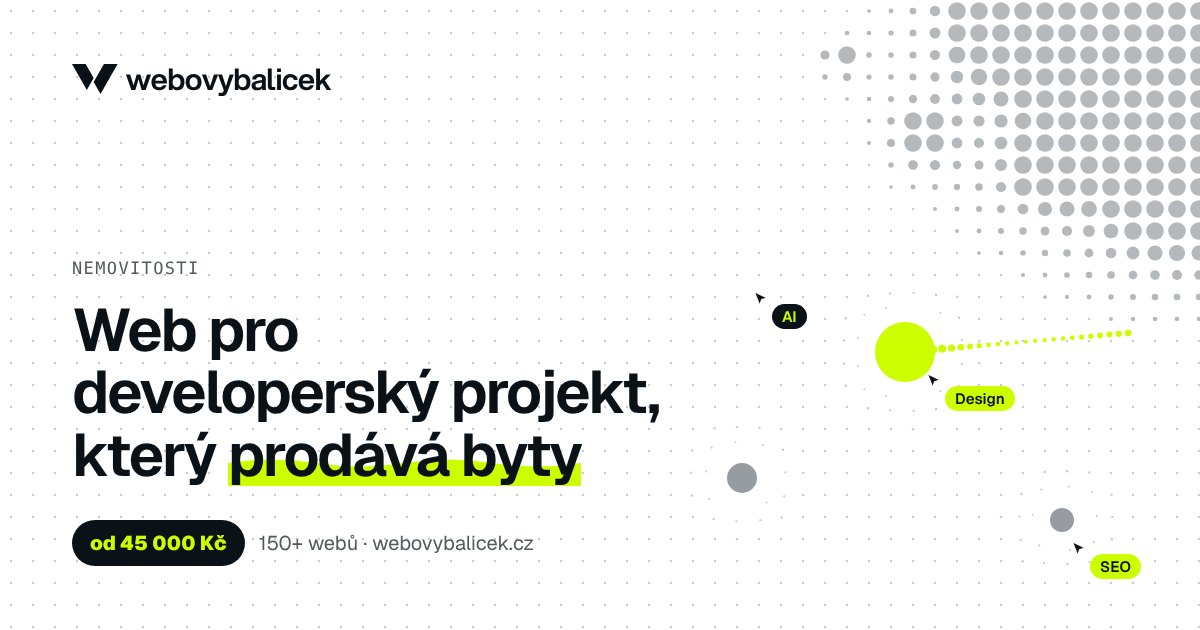 webovybalicek
NEMOVITOSTI
Web pro
developerský projekt,
který prodává byty
od 45 000 Kč
150+ webů · webovybalicek.cz
AI
Design
SEO